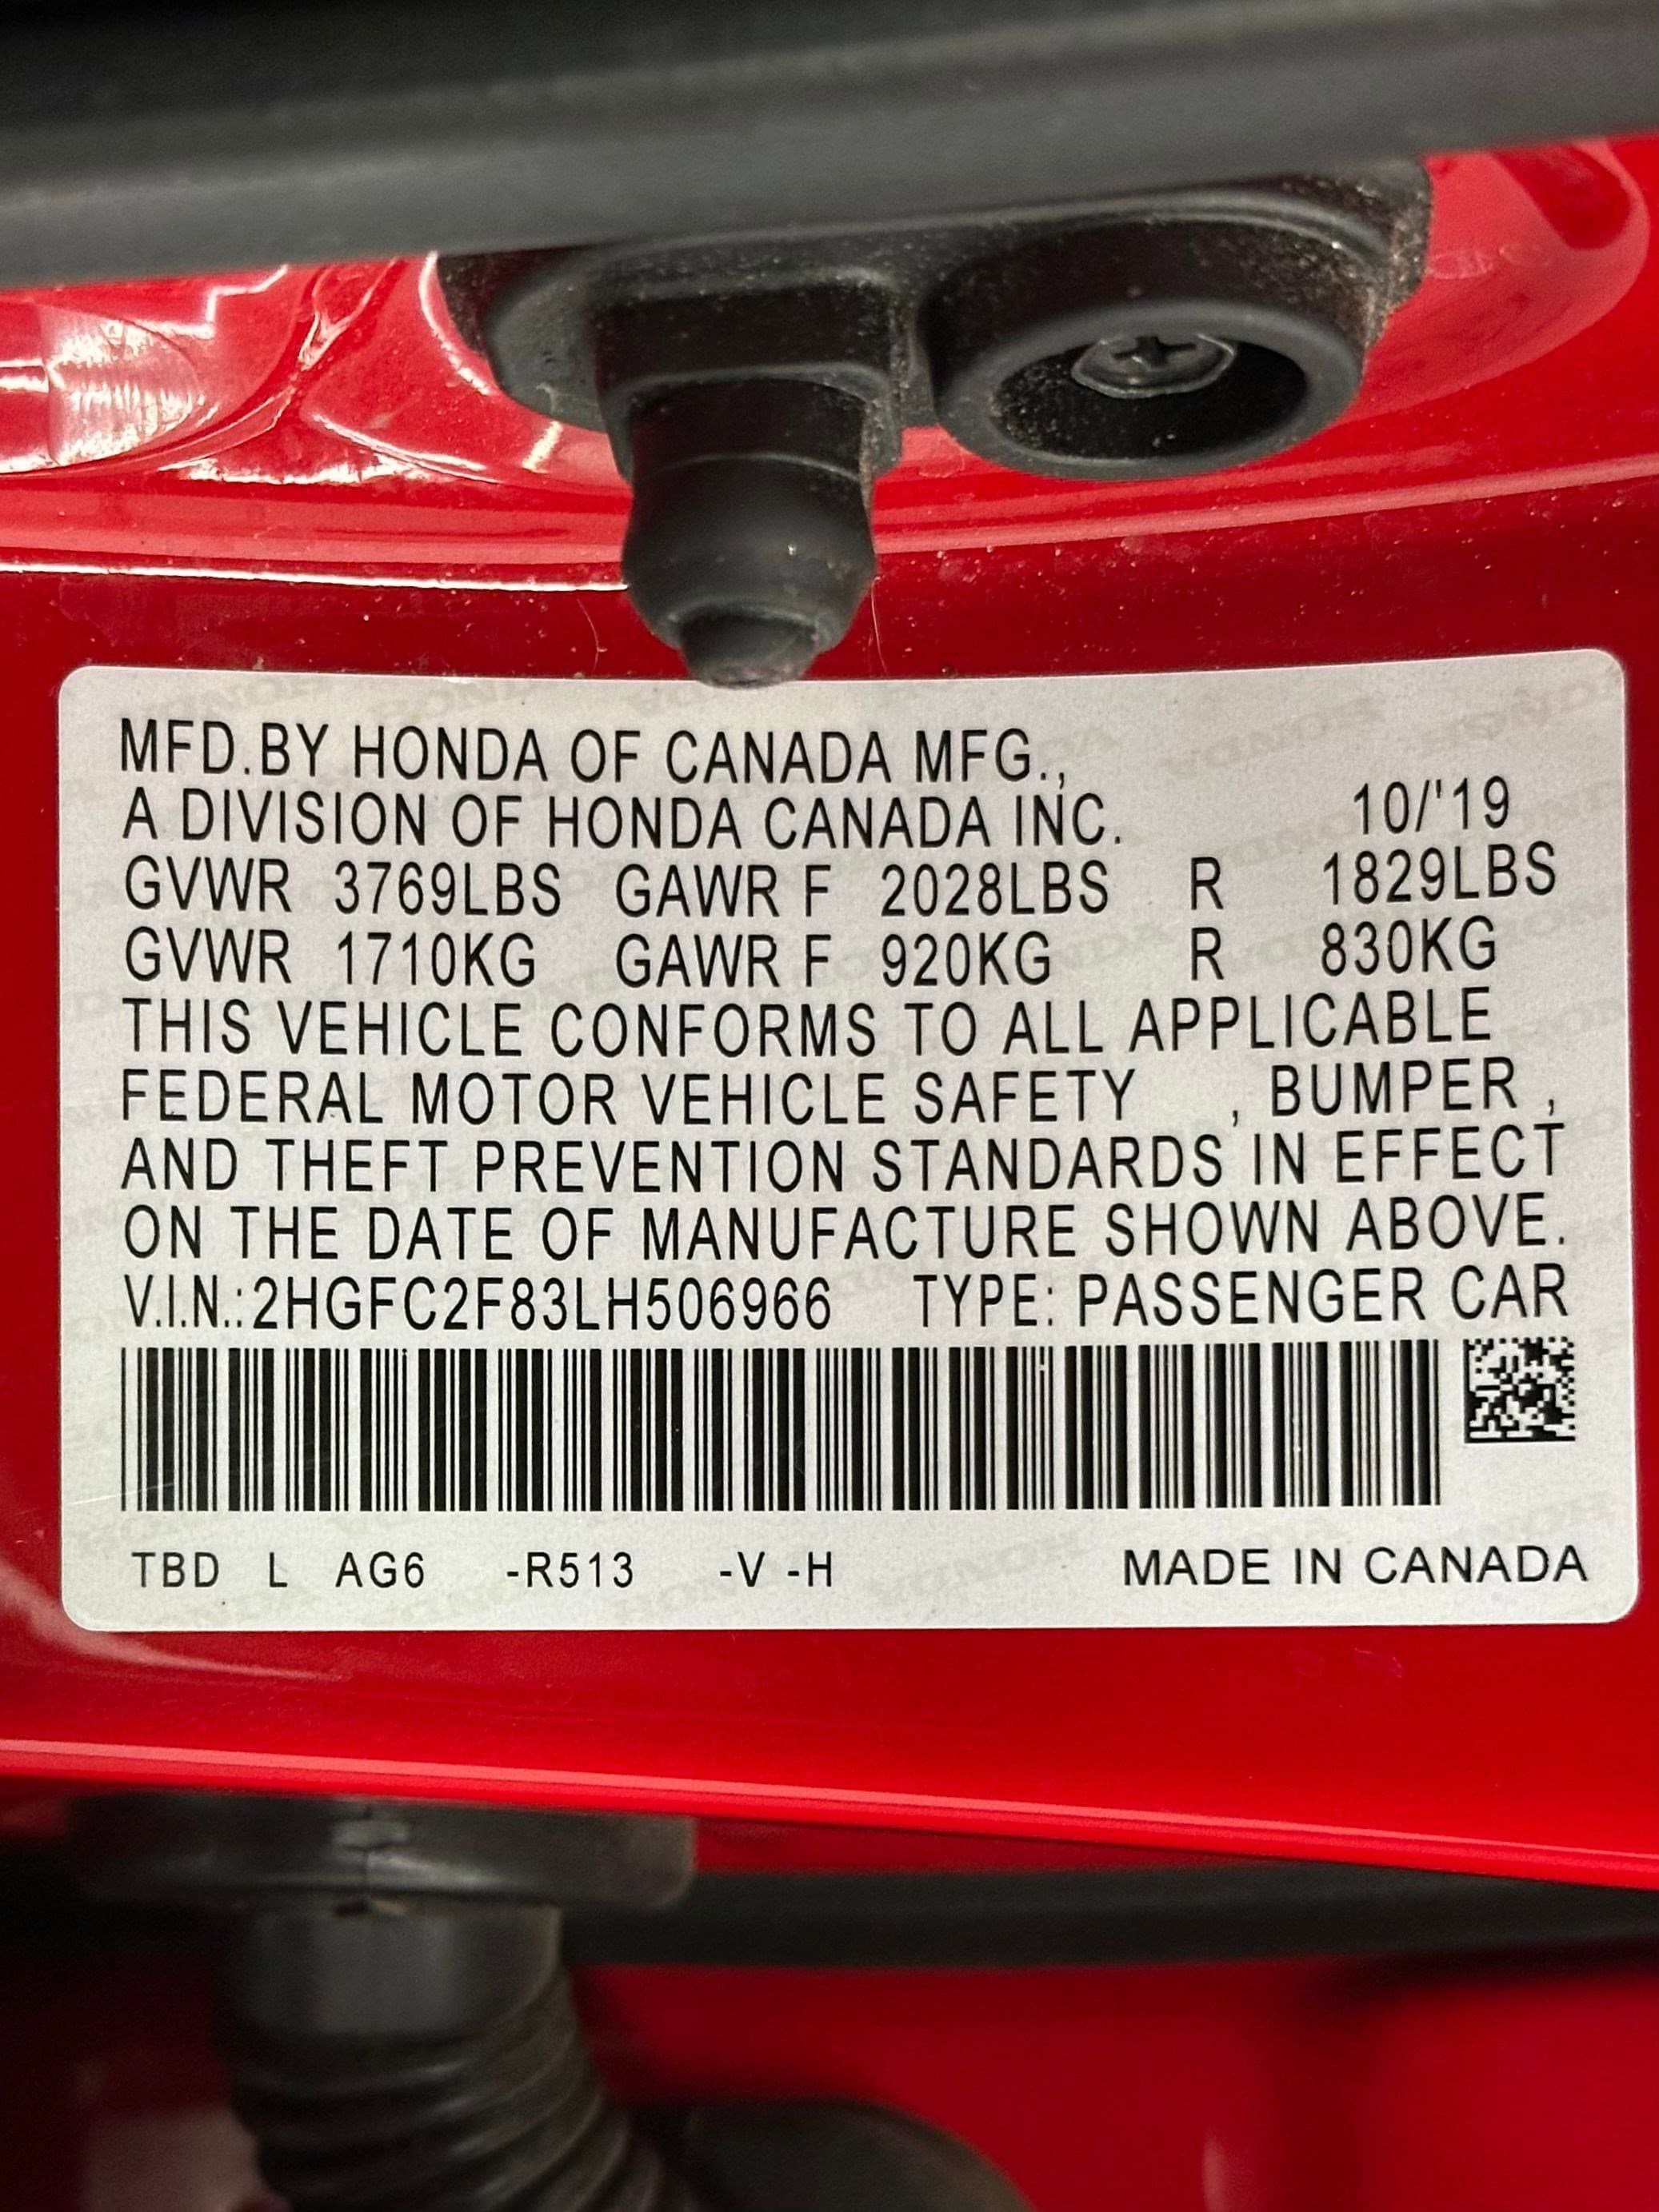 MFD.BY HONDA OF CANADA MFG.,
A DIVISION OF HONDA CANADA INC. 10/'19
GVWR 3769LBS GAWR F 2028LBS R 1829LBS
GVWR 1710KG GAWR F 920KG R 830KG
THIS VEHICLE CONFORMS TO ALL APPLICABLE
FEDERAL MOTOR VEHICLE SAFETY , BUMPER ,
AND THEFT PREVENTION STANDARDS IN EFFECT
ON THE DATE OF MANUFACTURE SHOWN ABOVE.
V.I.N.:2HGFC2F83LH506966 TYPE: PASSENGER CAR
TBD L AG6 -R513 -V -H MADE IN CANADA